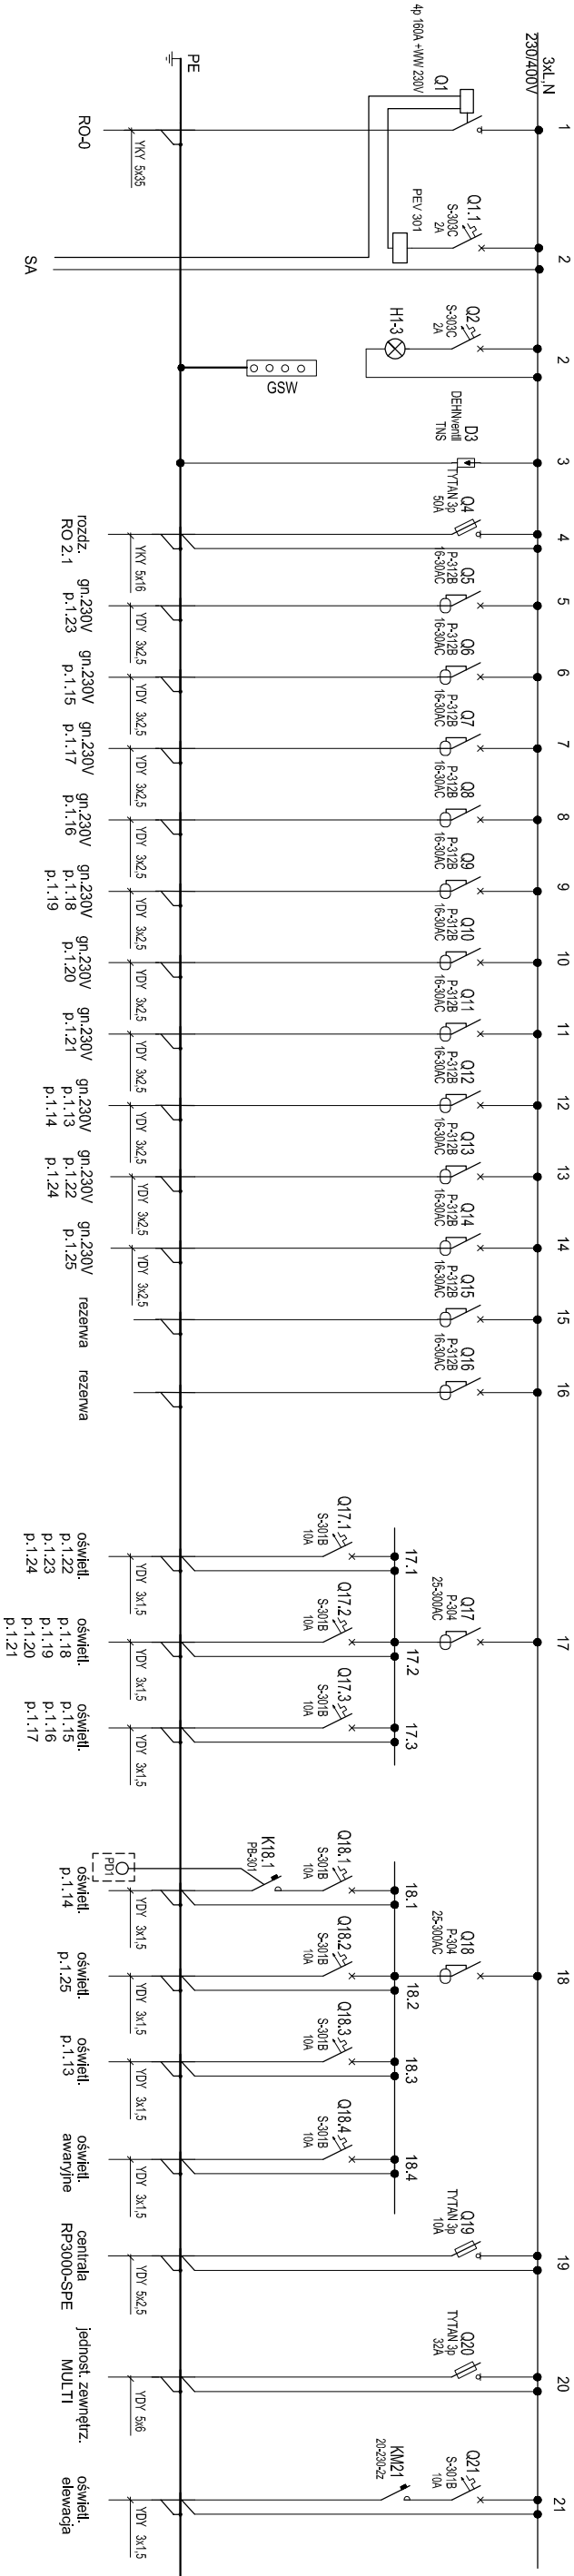 3xL,N
230/400V
PE
1
Q1
4p 160A +WW 230V
YKY 5x35
RO-0
2
Q1.1
S-303C
2A
PEV 301
SA
2
Q2
S-303C
2A
H1-3
GSW
3
D3
DEHNventil
TNS
4
Q4
TYTAN 3p
50A
YKY 5x16
rozdz.
RO 2.1
5
Q5
P-312B
16-30AC
YDY 3x2,5
gn.230V
p.1.23
6
Q6
P-312B
16-30AC
YDY 3x2,5
gn.230V
p.1.15
7
Q7
P-312B
16-30AC
YDY 3x2,5
gn.230V
p.1.17
8
Q8
P-312B
16-30AC
YDY 3x2,5
gn.230V
p.1.16
9
Q9
P-312B
16-30AC
YDY 3x2,5
gn.230V
p.1.18
p.1.19
10
Q10
P-312B
16-30AC
YDY 3x2,5
gn.230V
p.1.20
11
Q11
P-312B
16-30AC
YDY 3x2,5
gn.230V
p.1.21
12
Q12
P-312B
16-30AC
YDY 3x2,5
gn.230V
p.1.13
p.1.14
13
Q13
P-312B
16-30AC
YDY 3x2,5
gn.230V
p.1.22
p.1.24
14
Q14
P-312B
16-30AC
YDY 3x2,5
gn.230V
p.1.25
15
Q15
P-312B
16-30AC
rezerwa
16
Q16
P-312B
16-30AC
rezerwa
17
Q17
P-304
25-300AC
17.1
Q17.1
S-301B
10A
YDY 3x1,5
oświetl.
p.1.22
p.1.23
p.1.24
17.2
Q17.2
S-301B
10A
YDY 3x1,5
oświetl.
p.1.18
p.1.19
p.1.20
p.1.21
17.3
Q17.3
S-301B
10A
YDY 3x1,5
oświetl.
p.1.15
p.1.16
p.1.17
18
Q18
P-304
25-300AC
18.1
Q18.1
S-301B
10A
K18.1
PB-301
PD1
YDY 3x1,5
oświetl.
p.1.14
18.2
Q18.2
S-301B
10A
YDY 3x1,5
oświetl.
p.1.25
18.3
Q18.3
S-301B
10A
YDY 3x1,5
oświetl.
p.1.13
18.4
Q18.4
S-301B
10A
YDY 3x1,5
oświetl.
awaryjne
19
Q19
TYTAN 3p
10A
YDY 5x2,5
centrala
RP3000-SPE
20
Q20
TYTAN 3p
32A
YDY 5x6
jednost. zewnętrz.
MULTI
21
Q21
S-301B
10A
KM21
20-230-2z
YDY 3x1,5
oświetl.
elewacja